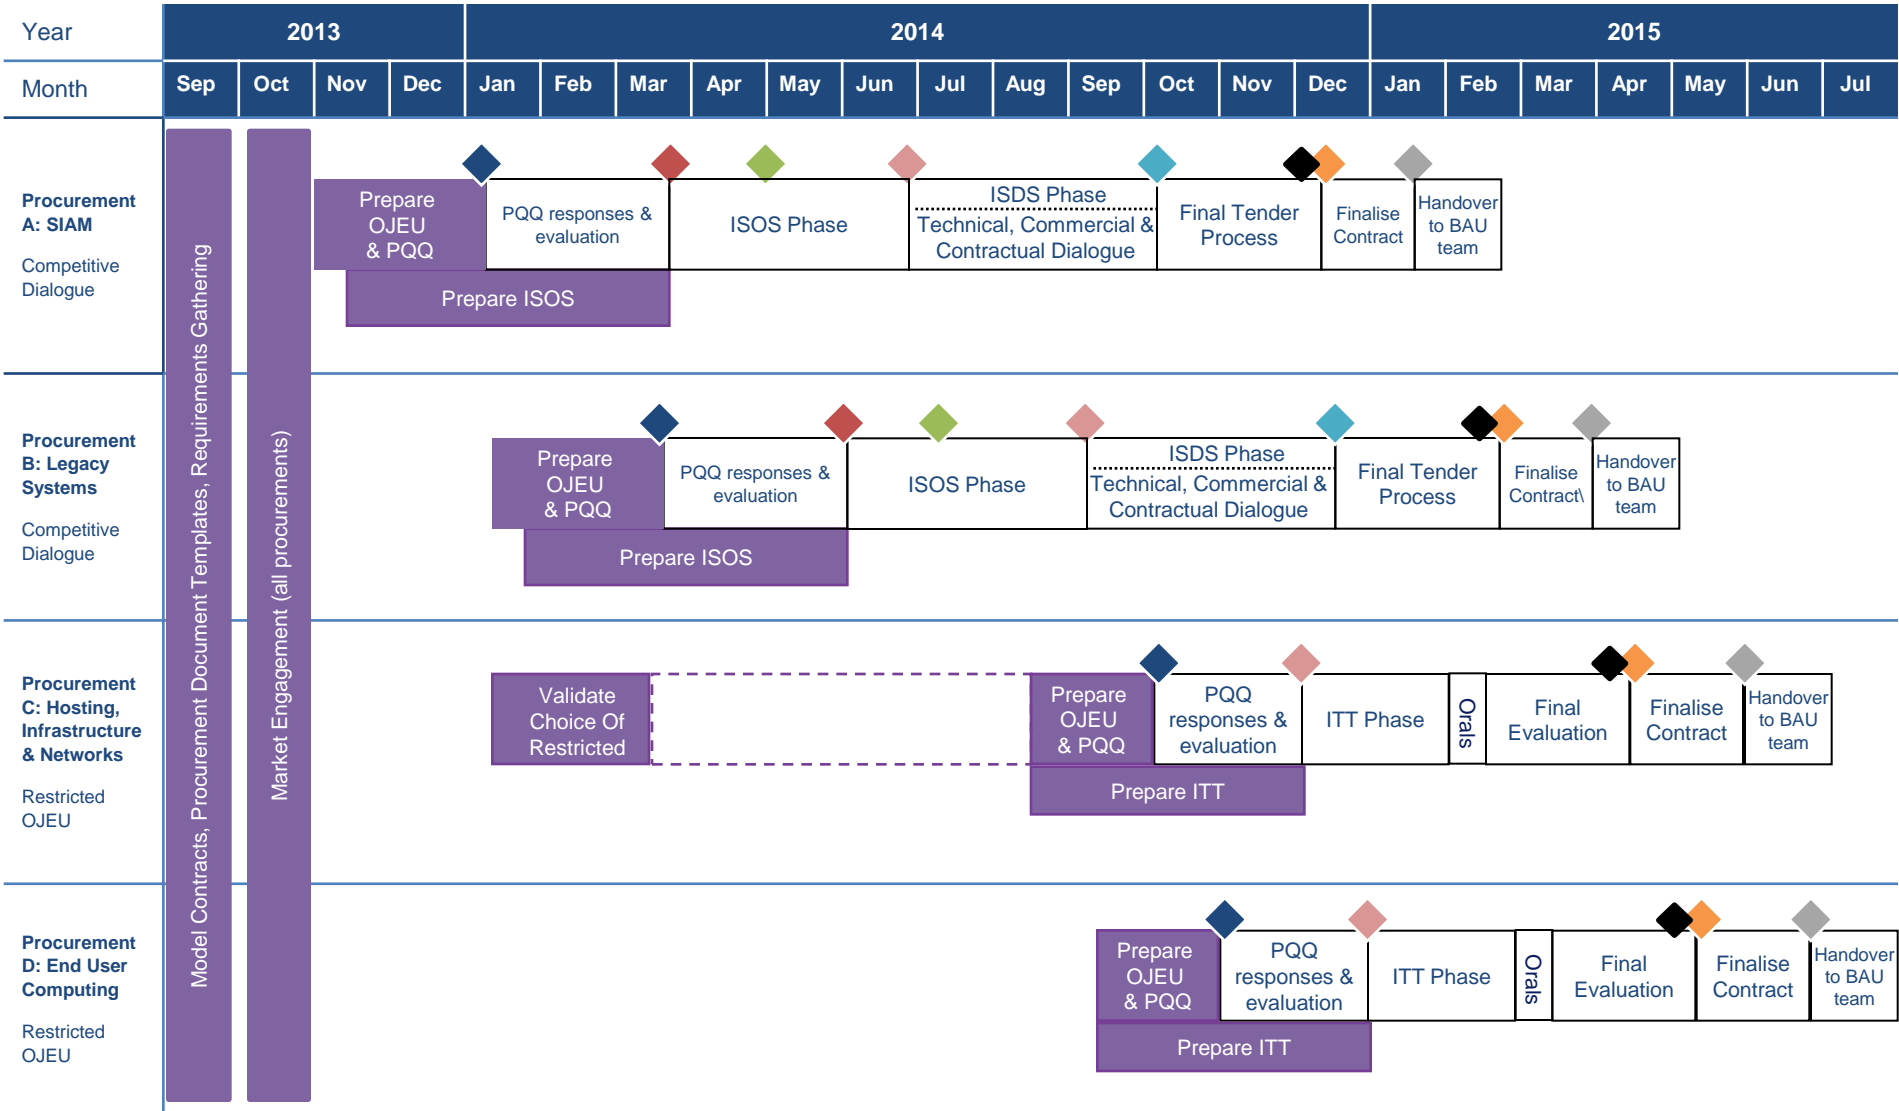 Year
2013
2014
2015
Month
Sep
Oct
Nov
Dec
Jan
Feb
Mar
Apr
May
Jun
Jul
Aug
Sep
Oct
Nov
Dec
Jan
Feb
Mar
Apr
May
Jun
Jul
Model Contracts, Procurement Document Templates, Requirements Gathering
Market Engagement (all procurements)
Procurement
A: SIAM
Competitive
Dialogue
Prepare
OJEU
& PQQ
PQQ responses &
evaluation
ISOS Phase
ISDS Phase
Technical, Commercial &
Contractual Dialogue
Final Tender
Process
Finalise
Contract
Handover
to BAU
team
Prepare ISOS
Procurement
B: Legacy
Systems
Competitive
Dialogue
Prepare
OJEU
& PQQ
PQQ responses &
evaluation
ISOS Phase
ISDS Phase
Technical, Commercial &
Contractual Dialogue
Final Tender
Process
Finalise
Contract\
Handover
to BAU
team
Prepare ISOS
Procurement
C: Hosting,
Infrastructure
& Networks
Restricted
OJEU
Validate
Choice Of
Restricted
Prepare
OJEU
& PQQ
PQQ
responses &
evaluation
ITT Phase
Orals
Final
Evaluation
Finalise
Contract
Handover
to BAU
team
Prepare ITT
Procurement
D: End User
Computing
Restricted
OJEU
Prepare
OJEU
& PQQ
PQQ
responses &
evaluation
ITT Phase
Orals
Final
Evaluation
Finalise
Contract
Handover
to BAU
team
Prepare ITT